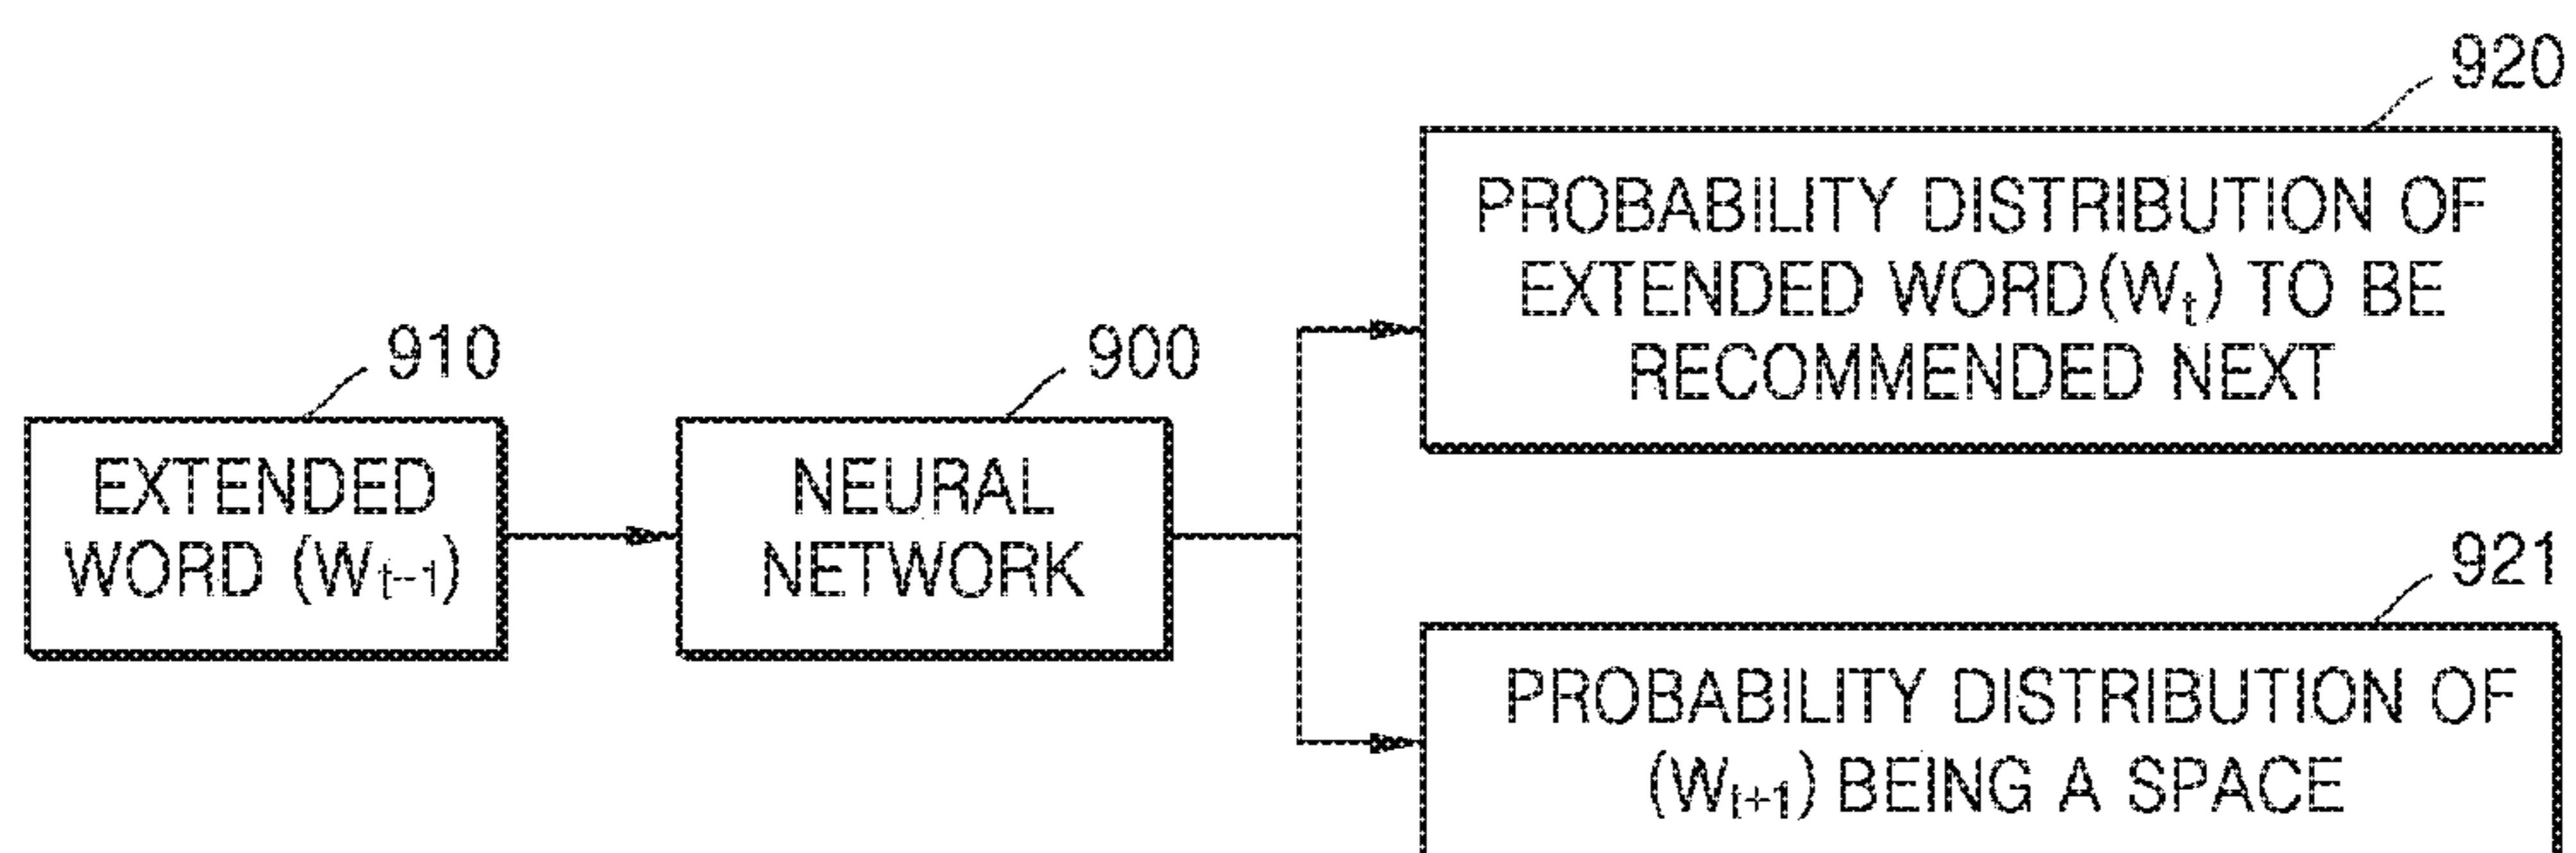 920
PROBABILITY DISTRIBUTION OF
EXTENDED WORD(Wt) TO BE
RECOMMENDED NEXT
910
EXTENDED
WORD (Wt-1)
900
NEURAL
NETWORK
921
PROBABILITY DISTRIBUTION OF
(Wt+1) BEING A SPACE